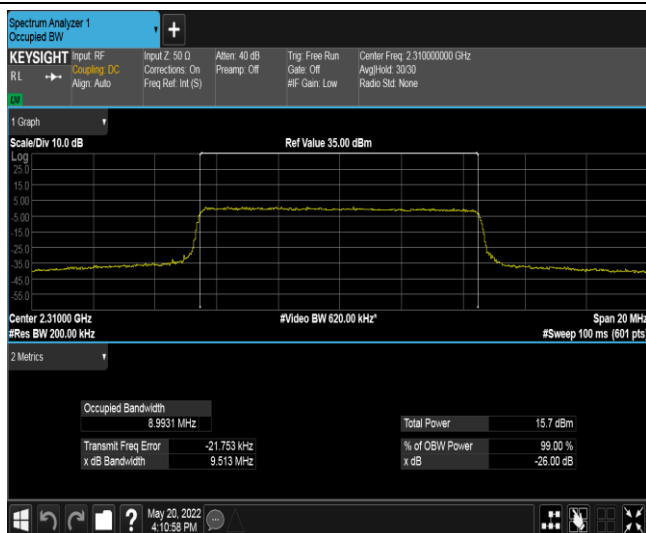 Spectrum Analyzer 1
Occupied BW
+
KEYSIGHT Input: RF Input Z: 50 Ω Atten: 40 dB Trig: Free Run Center Freq: 2.310000000 GHz
RL Coupling: DC Corrections: On Preamp: Off Gate: Off Avg|Hold: 30/30
Align: Auto Freq Ref: Int (S) #IF Gain: Low Radio Std: None
1 Graph
Scale/Div 10.0 dB Ref Value 35.00 dBm
Log
25.0
15.0
5.00
-5.00
-15.0
-25.0
-35.0
-45.0
-55.0
Center 2.31000 GHz #Video BW 620.00 kHz* Span 20 MHz
#Res BW 200.00 kHz #Sweep 100 ms (601 pts)
2 Metrics
Occupied Bandwidth
8.9931 MHz Total Power 15.7 dBm
Transmit Freq Error -21.753 kHz % of OBW Power 99.00 %
x dB Bandwidth 9.513 MHz x dB -26.00 dB
? May 20, 2022
4:10:58 PM